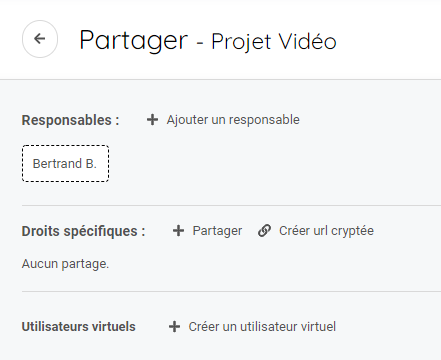 Partager - Projet Vidéo
Responsables : + Ajouter un responsable
Bertrand B.
Droits spécifiques : + Partager Créer url cryptée
Aucun partage.
Utilisateurs virtuels + Créer un utilisateur virtuel